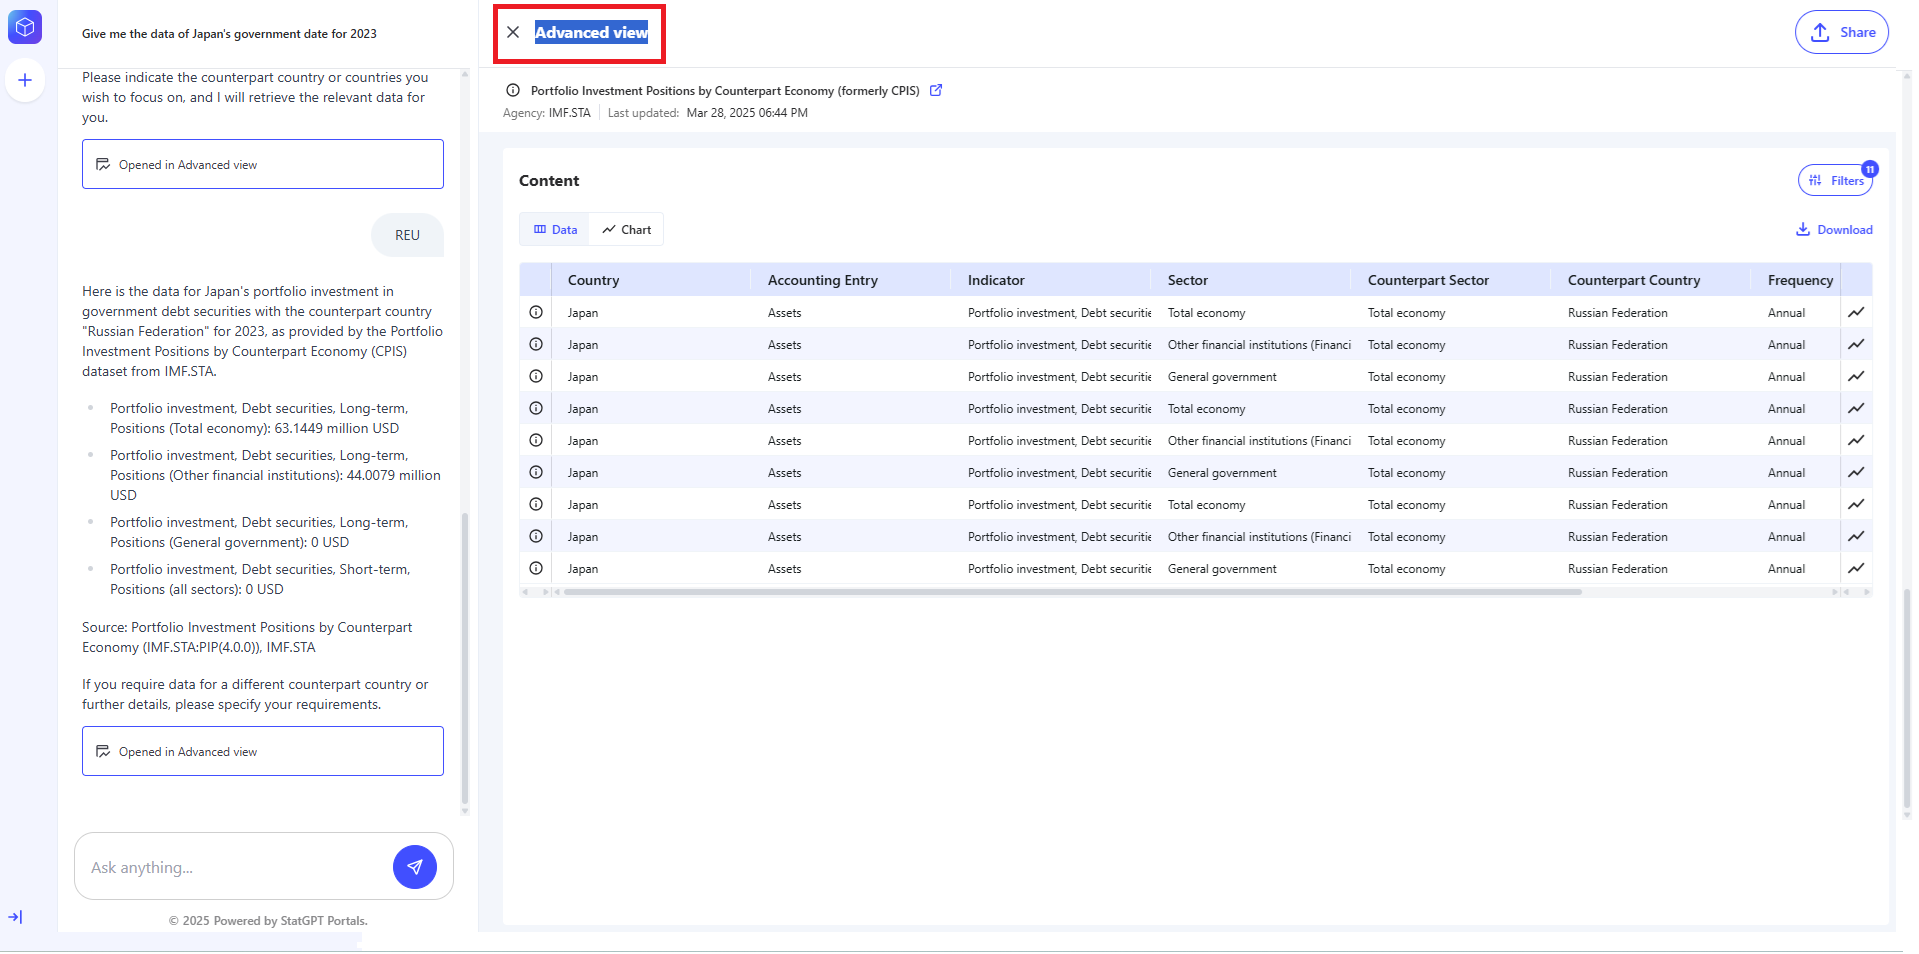 Give me the data of Japan's government date for 2023
Please indicate the counterpart country or countries you
wish to focus on, and I will retrieve the relevant data for
you.
Opened in Advanced view
REU
Here is the data for Japan's portfolio investment in
government debt securities with the counterpart country
"Russian Federation" for 2023, as provided by the Portfolio
Investment Positions by Counterpart Economy (CPIS)
dataset from IMF.STA.
Portfolio investment, Debt securities, Long-term,
Positions (Total economy): 63.1449 million USD
Portfolio investment, Debt securities, Long-term,
Positions (Other financial institutions): 44.0079 million
USD
Portfolio investment, Debt securities, Long-term,
Positions (General government): 0 USD
Portfolio investment, Debt securities, Short-term,
Positions (all sectors): 0 USD
Source: Portfolio Investment Positions by Counterpart
Economy (IMF.STA:PIP(4.0.0)), IMF.STA
If you require data for a different counterpart country or
further details, please specify your requirements.
Opened in Advanced view
Ask anything...
© 2025 Powered by StatGPT Portals.
Advanced view
Share
Portfolio Investment Positions by Counterpart Economy (formerly CPIS)
Agency: IMF.STA Last updated: Mar 28, 2025 06:44 PM
Content
11
Filters
Data Chart
Download
Country Accounting Entry Indicator Sector Counterpart Sector Counterpart Country Frequency
Japan Assets Portfolio investment, Debt securitie Total economy Total economy Russian Federation Annual
Japan Assets Portfolio investment, Debt securitie Other financial institutions (Financi Total economy Russian Federation Annual
Japan Assets Portfolio investment, Debt securitie General government Total economy Russian Federation Annual
Japan Assets Portfolio investment, Debt securitie Total economy Total economy Russian Federation Annual
Japan Assets Portfolio investment, Debt securitie Other financial institutions (Financi Total economy Russian Federation Annual
Japan Assets Portfolio investment, Debt securitie General government Total economy Russian Federation Annual
Japan Assets Portfolio investment, Debt securitie Total economy Total economy Russian Federation Annual
Japan Assets Portfolio investment, Debt securitie Other financial institutions (Financi Total economy Russian Federation Annual
Japan Assets Portfolio investment, Debt securitie General government Total economy Russian Federation Annual